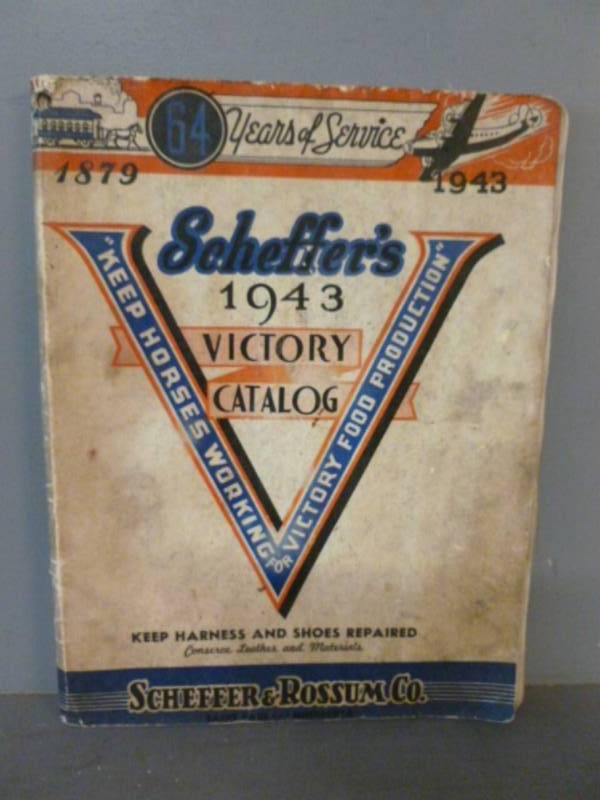 64 Years of Service
1879
1943
Scheffer's
1943
VICTORY
CATALOG
"KEEP HORSES WORKING
FOR
VICTORY FOOD PRODUCTION"
KEEP HARNESS AND SHOES REPAIRED
Conserve Leather and Materials
SCHEFFER & ROSSUM CO.